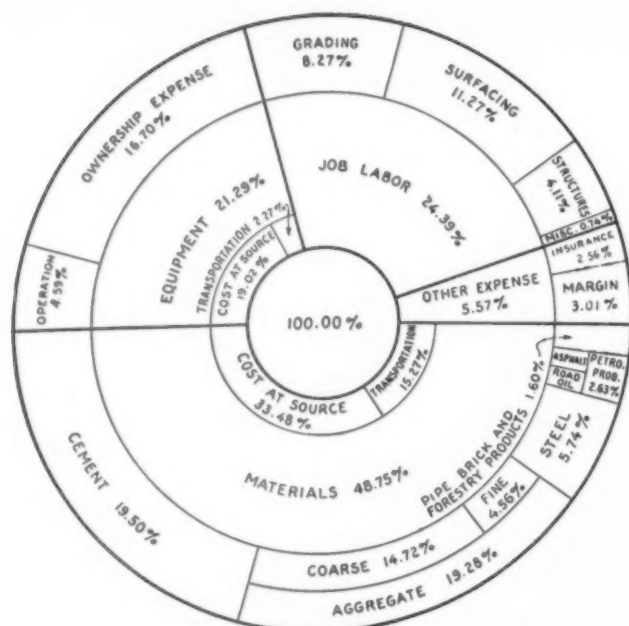 GRADING
8.27%
SURFACING
11.27%
STRUCTURES
4.11%
MISC. 0.74%
INSURANCE
2.56%
MARGIN
3.01%
OWNERSHIP EXPENSE
16.70%
OPERATION
4.59%
JOB LABOR 24.39%
EQUIPMENT 21.29%
TRANSPORTATION 2.27%
COST AT SOURCE
19.02%
OTHER EXPENSE
5.57%
100.00%
TRANSPORTATION
15.27%
COST AT SOURCE
33.48%
MATERIALS 48.75%
PIPE, BRICK AND
FORESTRY PRODUCTS 1.60%
ASPHALT
ROAD
OIL
PETRO.
PROD.
2.63%
STEEL
5.74%
FINE
4.56%
COARSE 14.72%
AGGREGATE 19.28%
CEMENT 19.50%